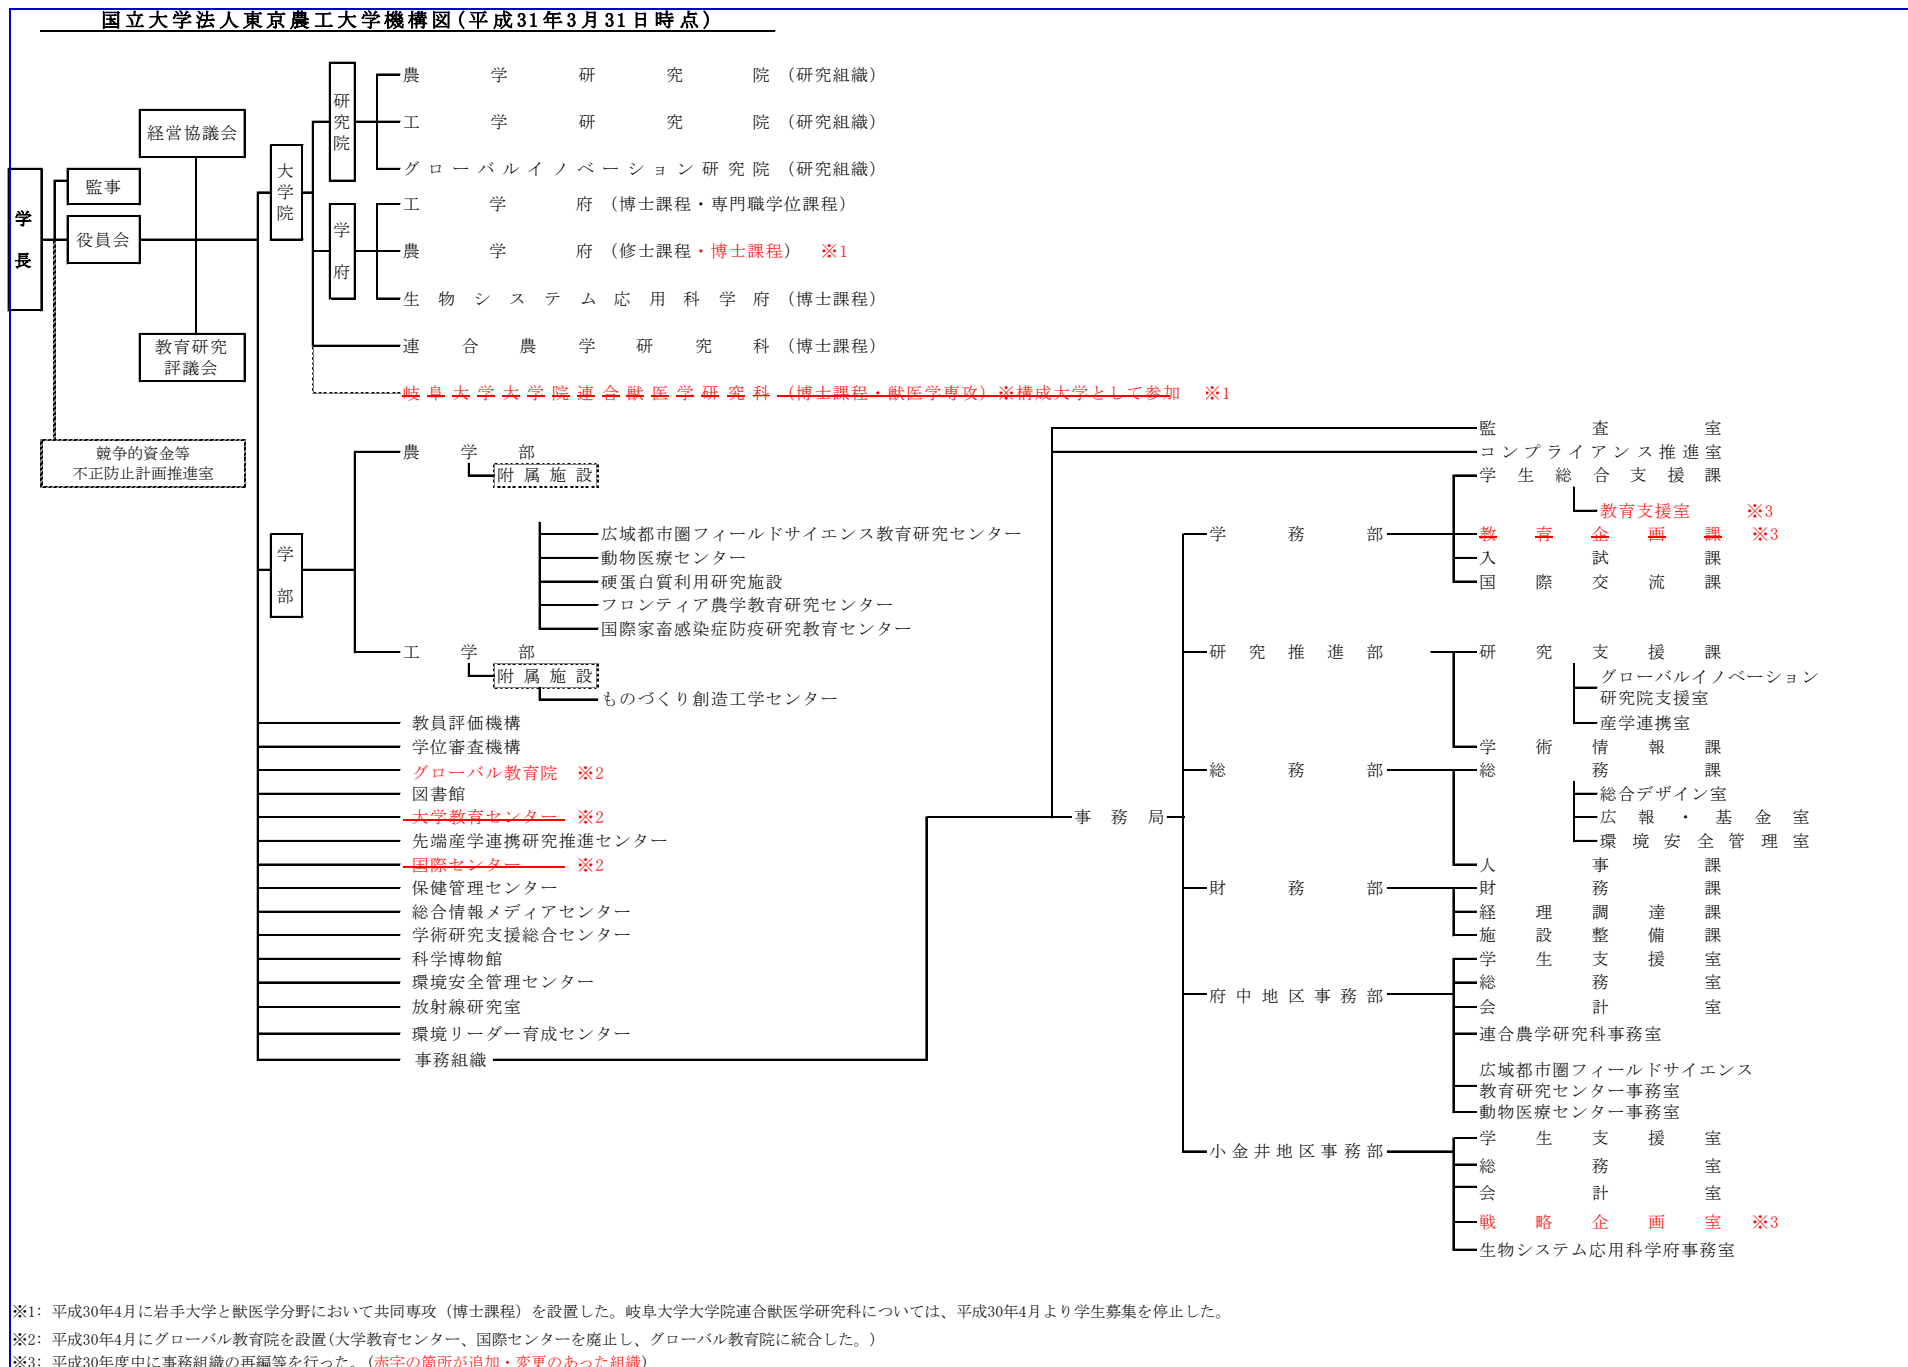 国立大学法人東京農工大学機構図(平成31年3月31日時点)
学長
監事
役員会
経営協議会
教育研究
評議会
競争的資金等
不正防止計画推進室
大学院
研究院
農学研究院（研究組織）
工学研究院（研究組織）
グローバルイノベーション研究院（研究組織）
学府
工学府（博士課程・専門職学位課程）
農学府（修士課程・博士課程） ※1
生物システム応用科学府（博士課程）
連合農学研究科（博士課程）
岐阜大学大学院連合獣医学研究科（博士課程・獣医学専攻）※構成大学として参加 ※1
学部
農学部
附属施設
広域都市圏フィールドサイエンス教育研究センター
動物医療センター
硬蛋白質利用研究施設
フロンティア農学教育研究センター
国際家畜感染症防疫研究教育センター
工学部
附属施設
ものづくり創造工学センター
教員評価機構
学位審査機構
グローバル教育院 ※2
図書館
大学教育センター ※2
先端産学連携研究推進センター
国際センター ※2
保健管理センター
総合情報メディアセンター
学術研究支援総合センター
科学博物館
環境安全管理センター
放射線研究室
環境リーダー育成センター
事務組織
事務局
監査室
コンプライアンス推進室
学務部
学生総合支援課
教育支援室 ※3
教育企画課 ※3
入試課
国際交流課
研究推進部
研究支援課
グローバルイノベーション
研究院支援室
産学連携室
学術情報課
総務部
総務課
総合デザイン室
広報・基金室
環境安全管理室
人事課
財務部
財務課
経理調達課
施設整備課
府中地区事務部
学生支援室
総務室
会計室
連合農学研究科事務室
広域都市圏フィールドサイエンス
教育研究センター事務室
動物医療センター事務室
小金井地区事務部
学生支援室
総務室
会計室
戦略企画室 ※3
生物システム応用科学府事務室
※1: 平成30年4月に岩手大学と獣医学分野において共同専攻（博士課程）を設置した。岐阜大学大学院連合獣医学研究科については、平成30年4月より学生募集を停止した。
※2: 平成30年4月にグローバル教育院を設置(大学教育センター、国際センターを廃止し、グローバル教育院に統合した。)
※3: 平成30年度中に事務組織の再編等を行った。(赤字の箇所が追加・変更のあった組織)